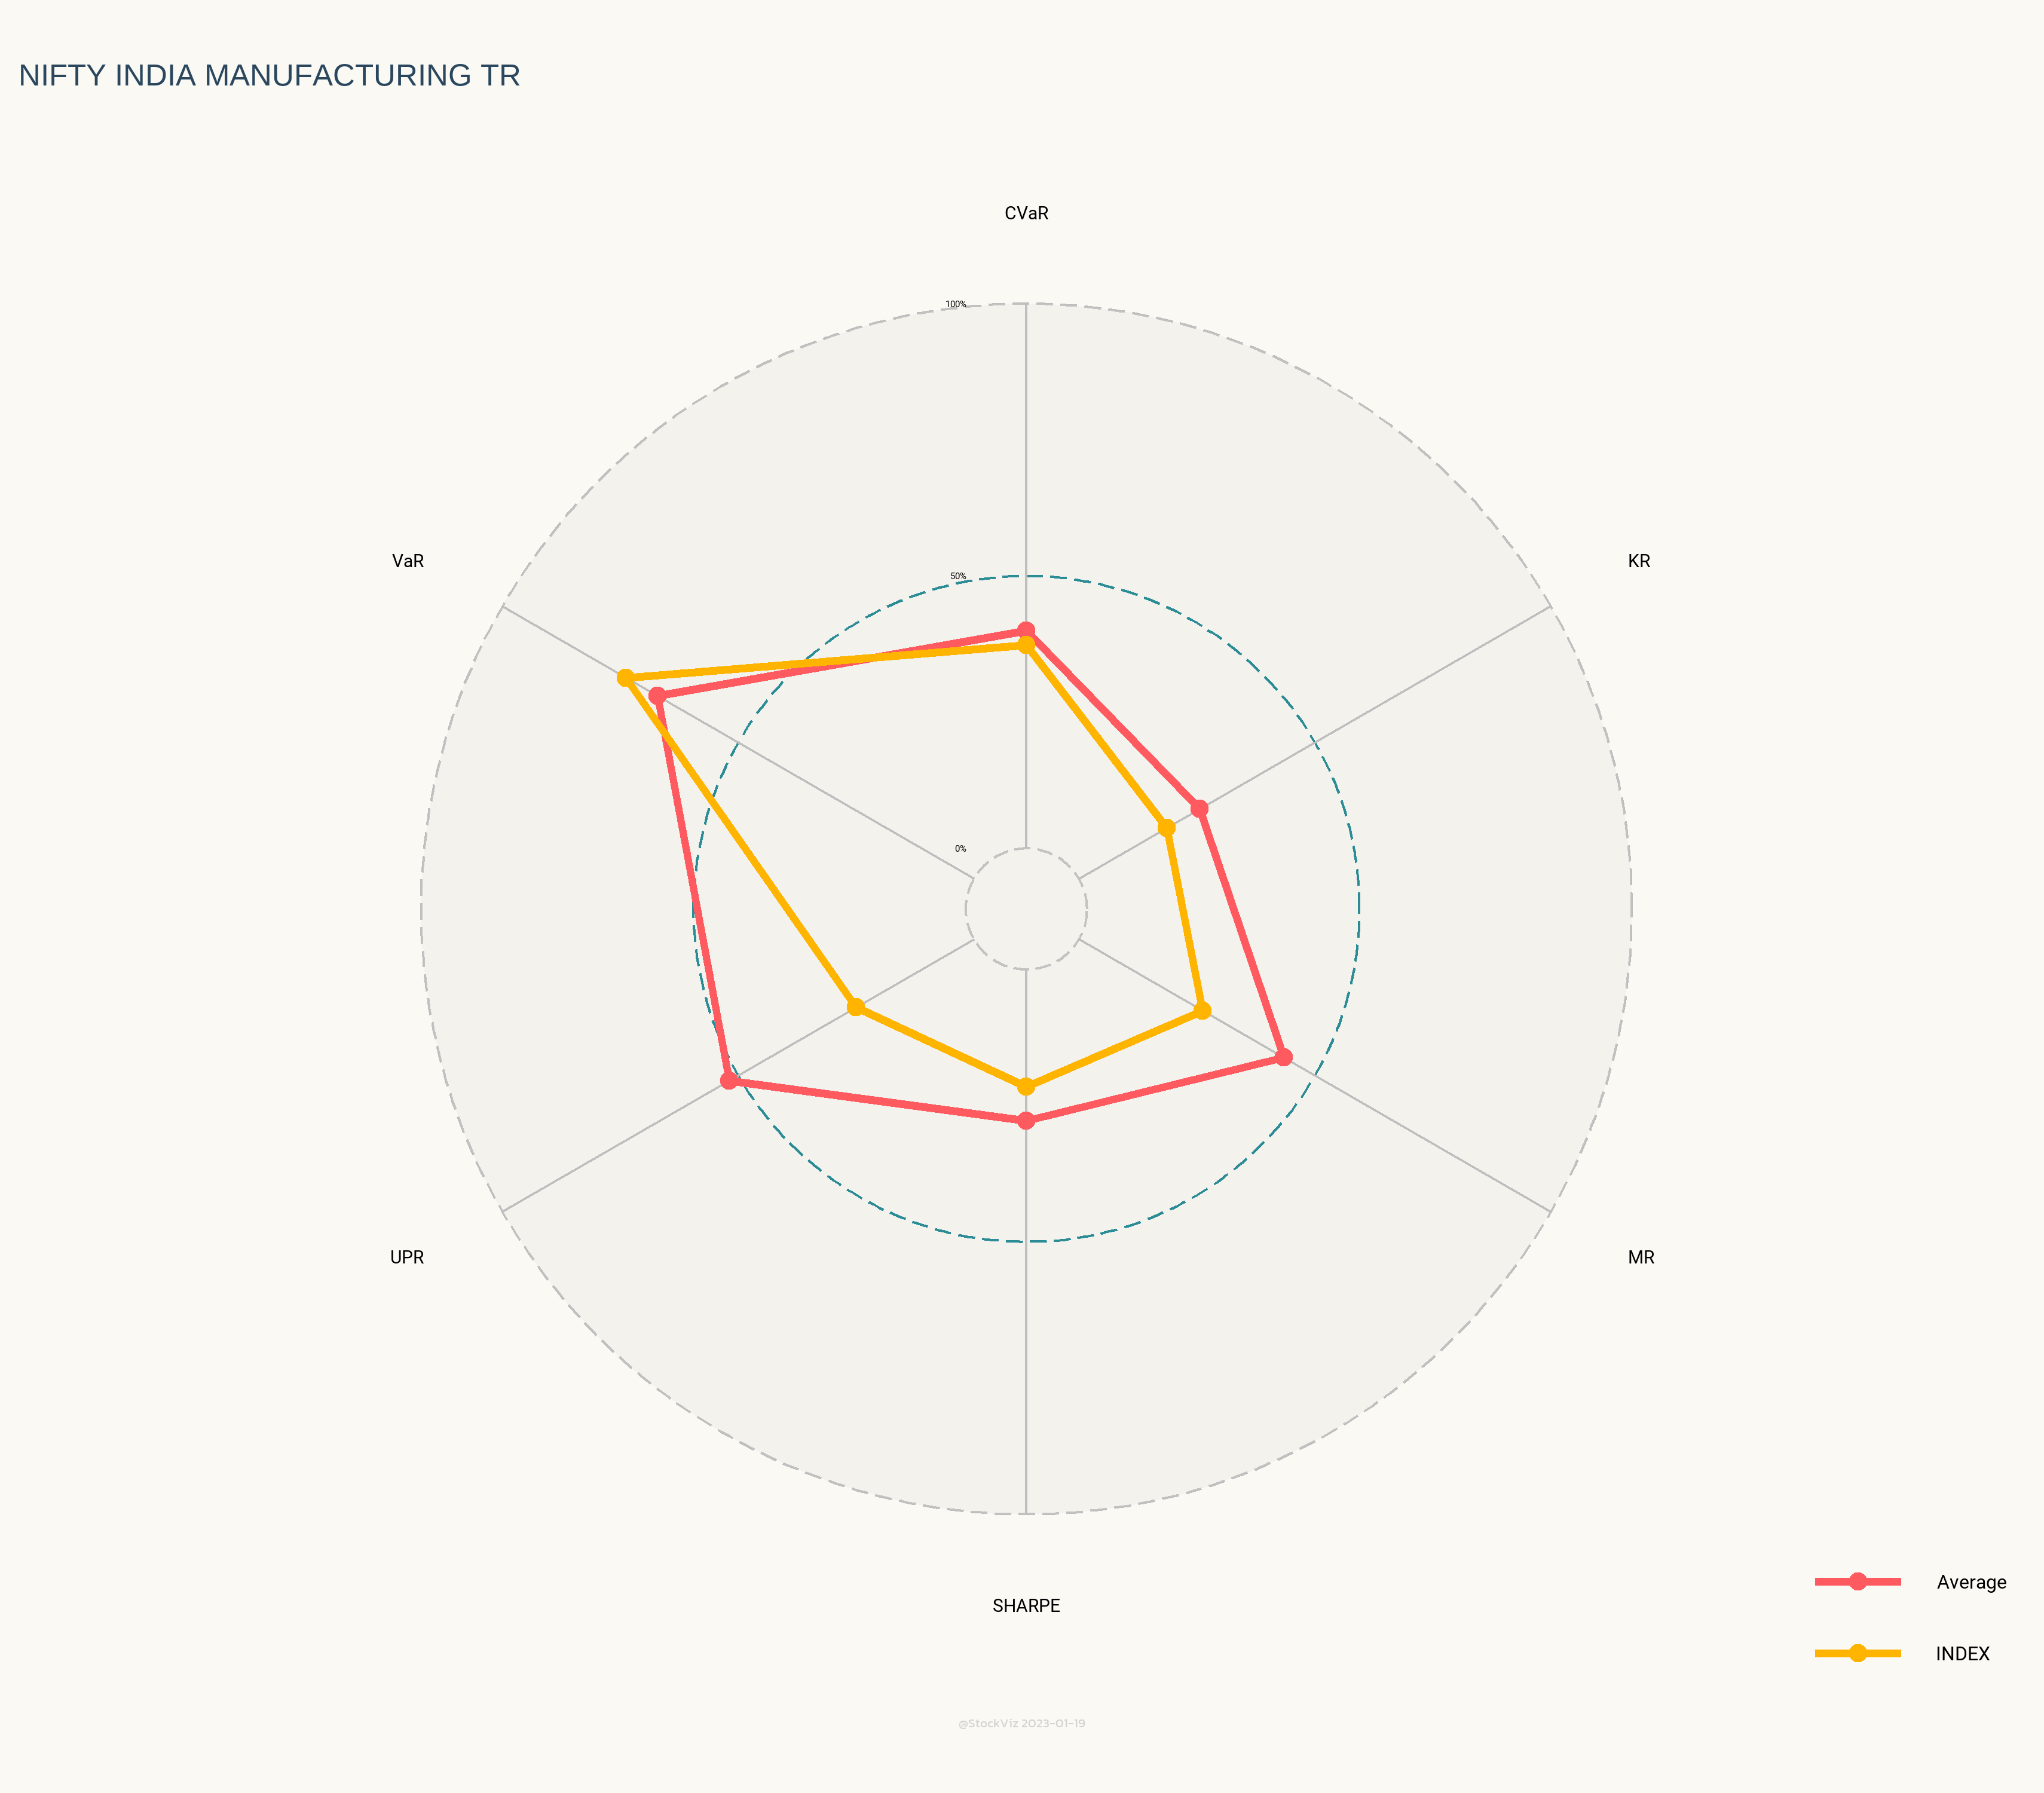 NIFTY INDIA MANUFACTURING TR
CVaR
100%
VaR
KR
50%
0%
UPR
MR
SHARPE
Average
INDEX
@StockViz 2023-01-19